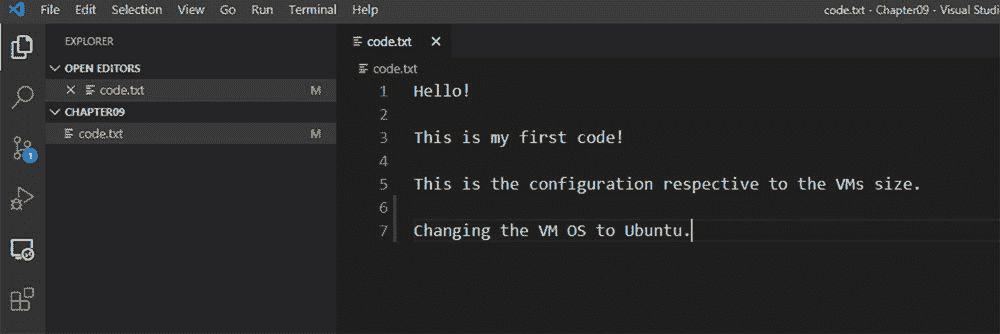 File Edit Selection View Go Run Terminal Help code.txt - Chapter09 - Visual Studi
EXPLORER
OPEN EDITORS
code.txt M
CHAPTER09
code.txt M
1
code.txt
code.txt
1 Hello!
2
3 This is my first code!
4
5 This is the configuration respective to the VMs size.
6
7 Changing the VM OS to Ubuntu.